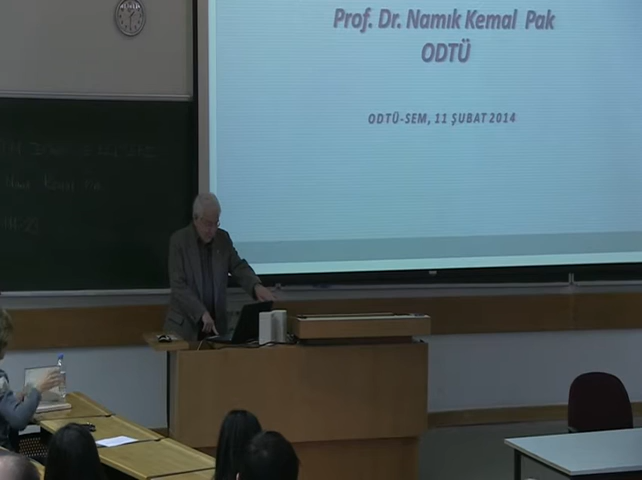 Prof. Dr. Namık Kemal Pak
ODTÜ
ODTÜ-SEM, 11 ŞUBAT 2014